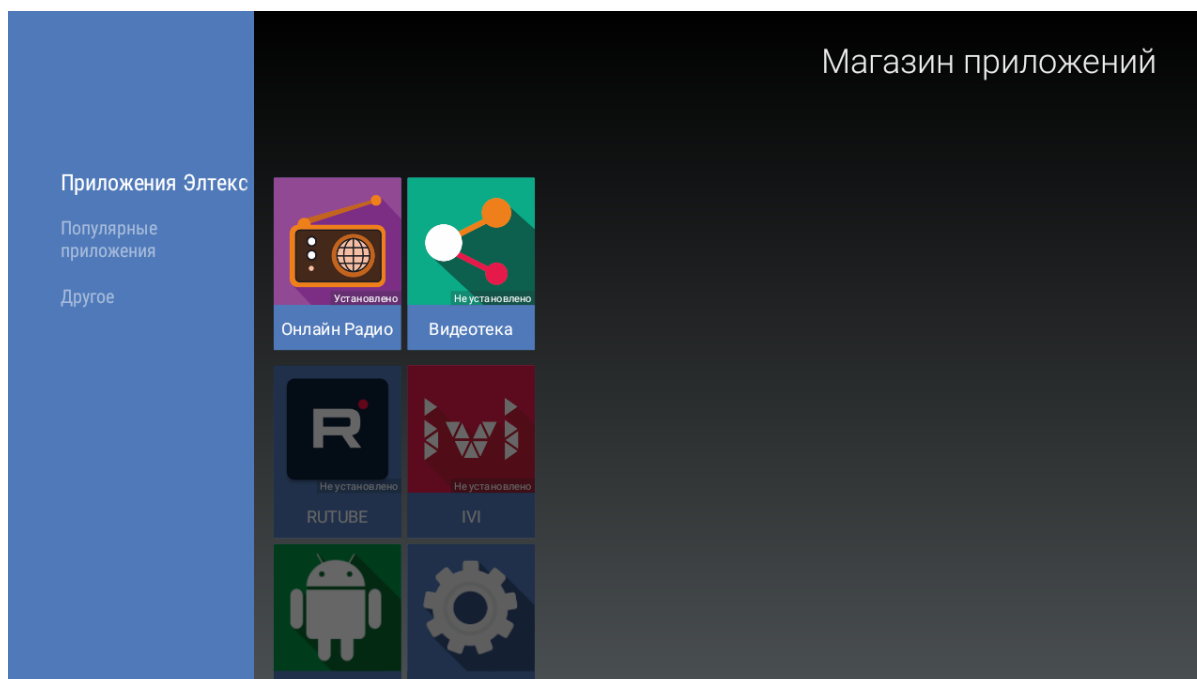 Магазин приложений
Приложения Элтекс
Популярные
приложения
Другое
Установлено
Не установлено
Онлайн Радио
Видеотека
R
ivi
Не установлено
Не установлено
RUTUBE
IVI